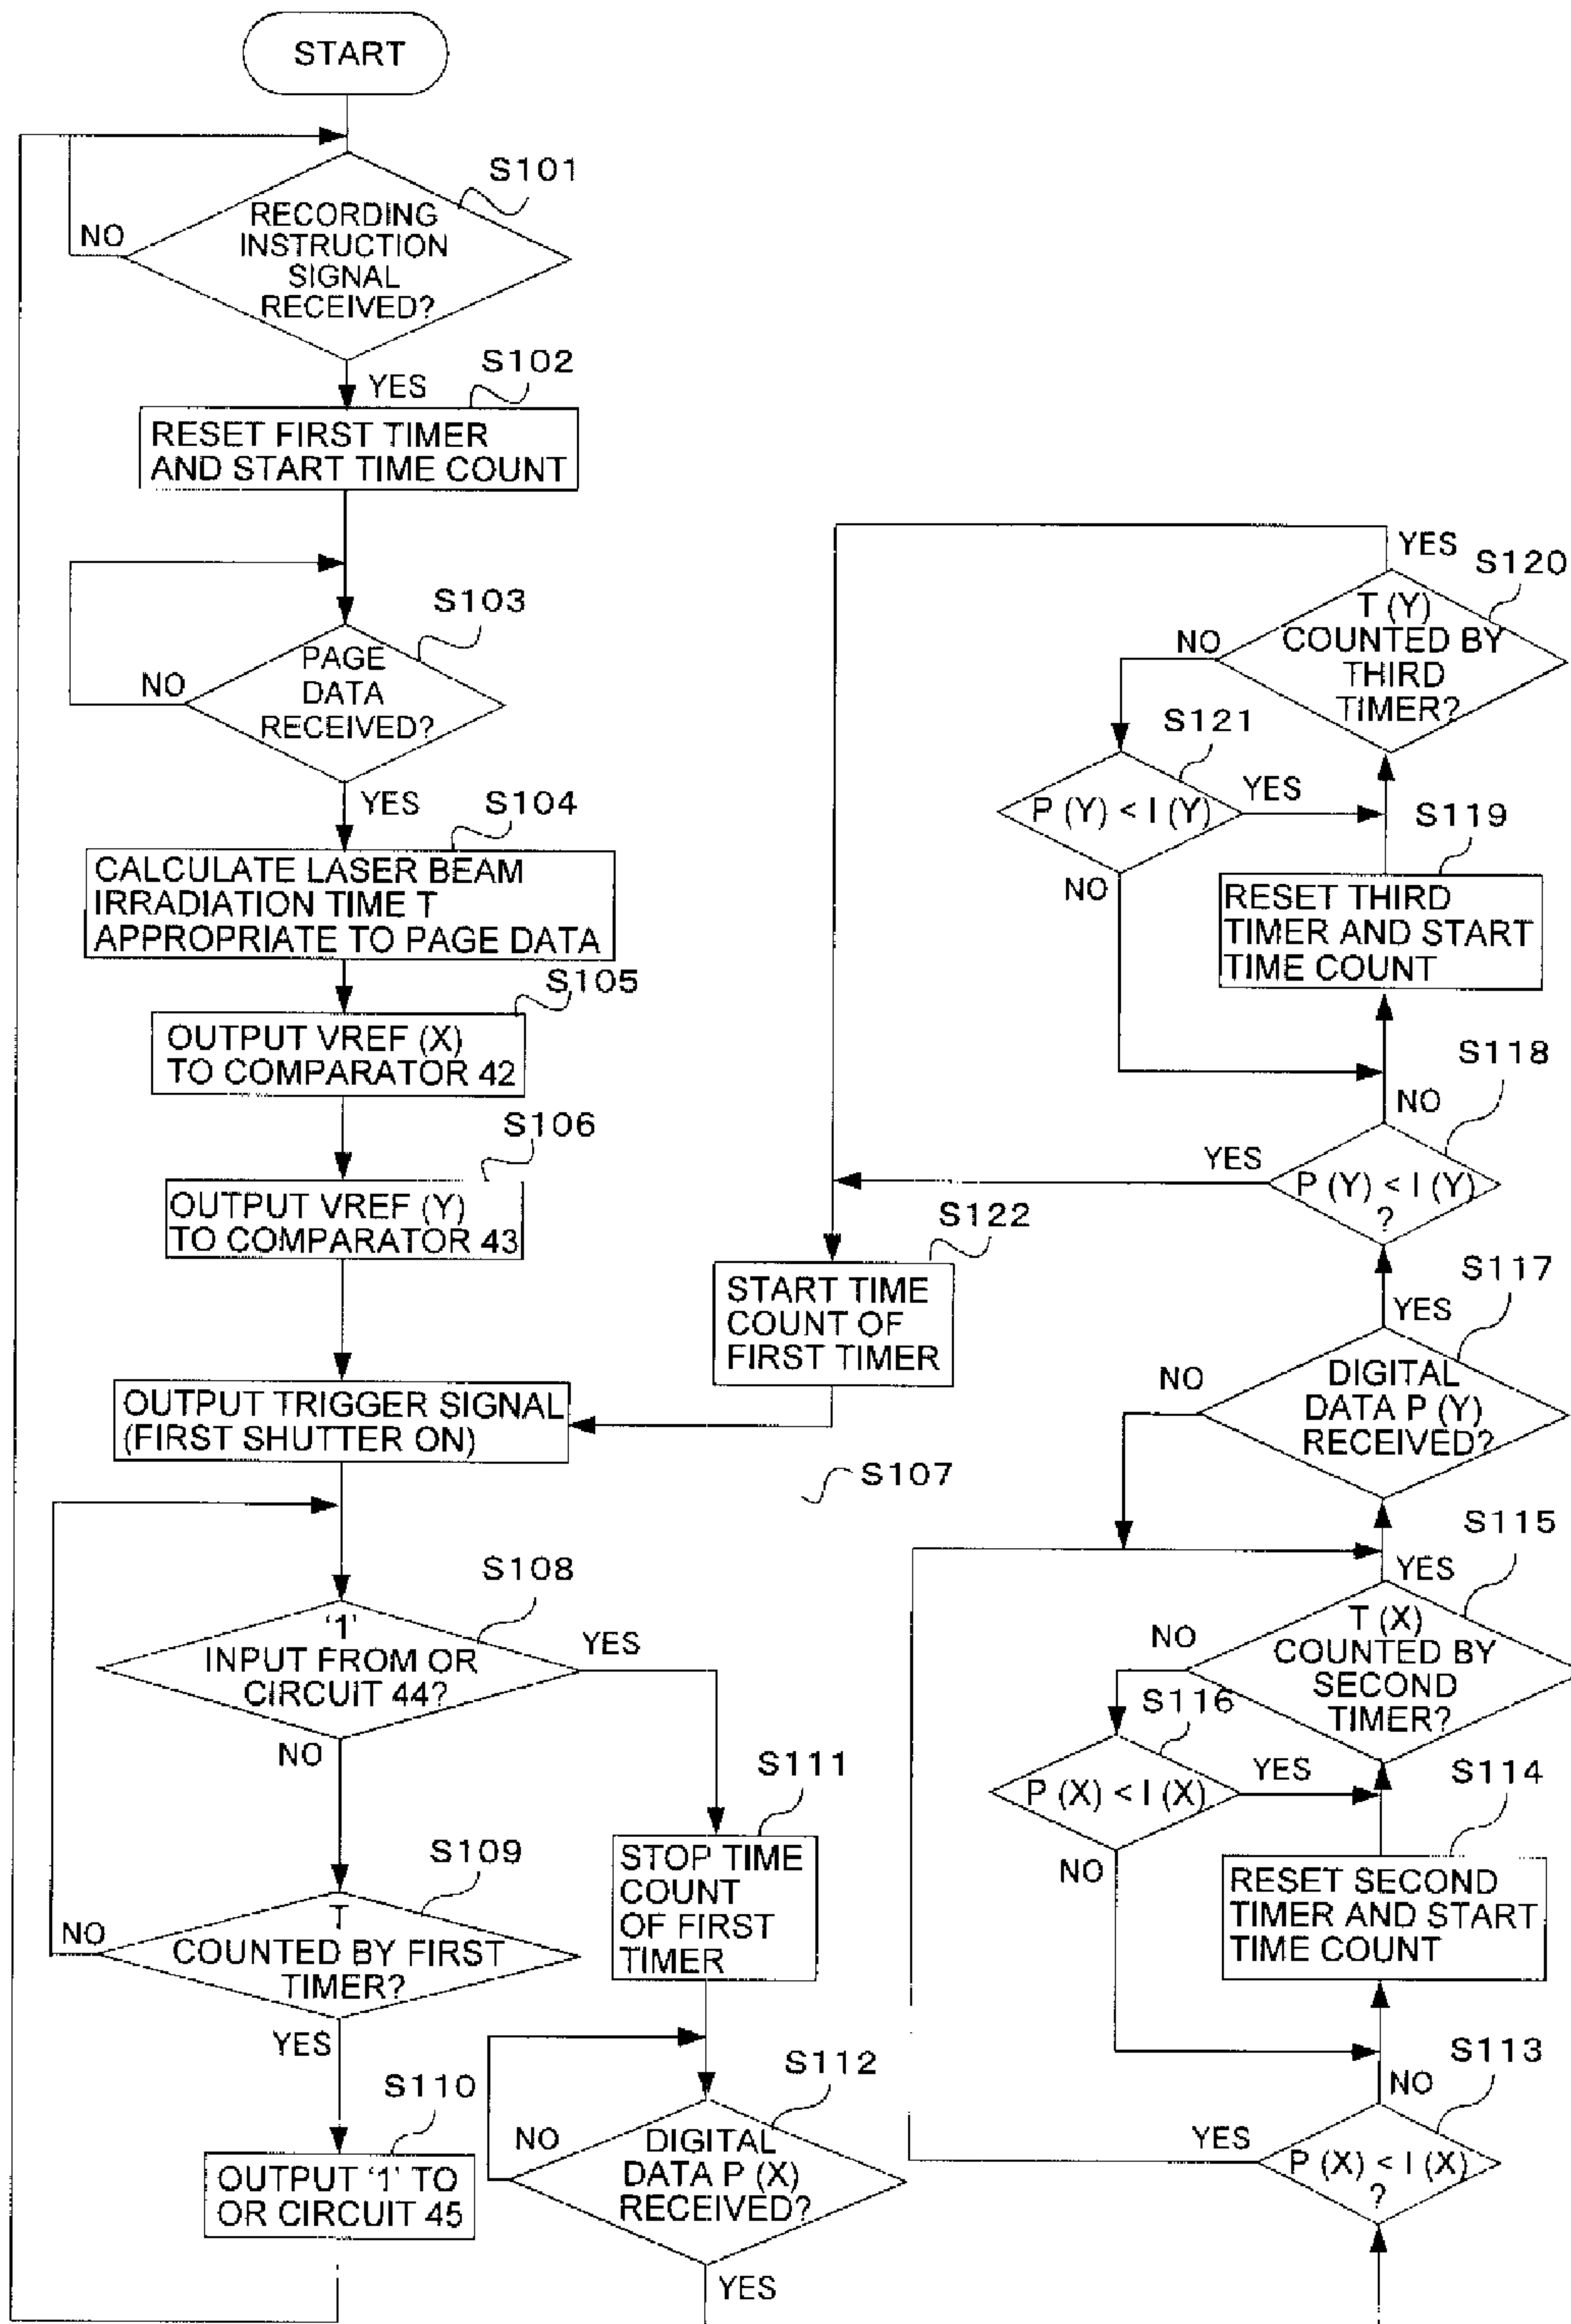 START
S101
RECORDING
INSTRUCTION
SIGNAL
RECEIVED?
NO
YES
S102
RESET FIRST TIMER
AND START TIME COUNT
S103
PAGE
DATA
RECEIVED?
NO
YES
S104
CALCULATE LASER BEAM
IRRADIATION TIME T
APPROPRIATE TO PAGE DATA
S105
OUTPUT VREF (X)
TO COMPARATOR 42
S106
OUTPUT VREF (Y)
TO COMPARATOR 43
OUTPUT TRIGGER SIGNAL
(FIRST SHUTTER ON)
S107
S108
'1'
INPUT FROM OR
CIRCUIT 44?
YES
NO
S109
T
COUNTED BY FIRST
TIMER?
NO
YES
S110
OUTPUT '1' TO
OR CIRCUIT 45
S111
STOP TIME
COUNT
OF FIRST
TIMER
S112
DIGITAL
DATA P (X)
RECEIVED?
NO
YES
S113
P (X) < I (X)
?
YES
NO
S114
RESET SECOND
TIMER AND START
TIME COUNT
S115
T (X)
COUNTED BY
SECOND
TIMER?
NO
YES
S116
P (X) < I (X)
YES
NO
S117
DIGITAL
DATA P (Y)
RECEIVED?
NO
YES
S118
P (Y) < I (Y)
?
YES
NO
S119
RESET THIRD
TIMER AND START
TIME COUNT
S120
T (Y)
COUNTED BY
THIRD
TIMER?
NO
YES
S121
P (Y) < I (Y)
YES
NO
S122
START TIME
COUNT OF
FIRST TIMER